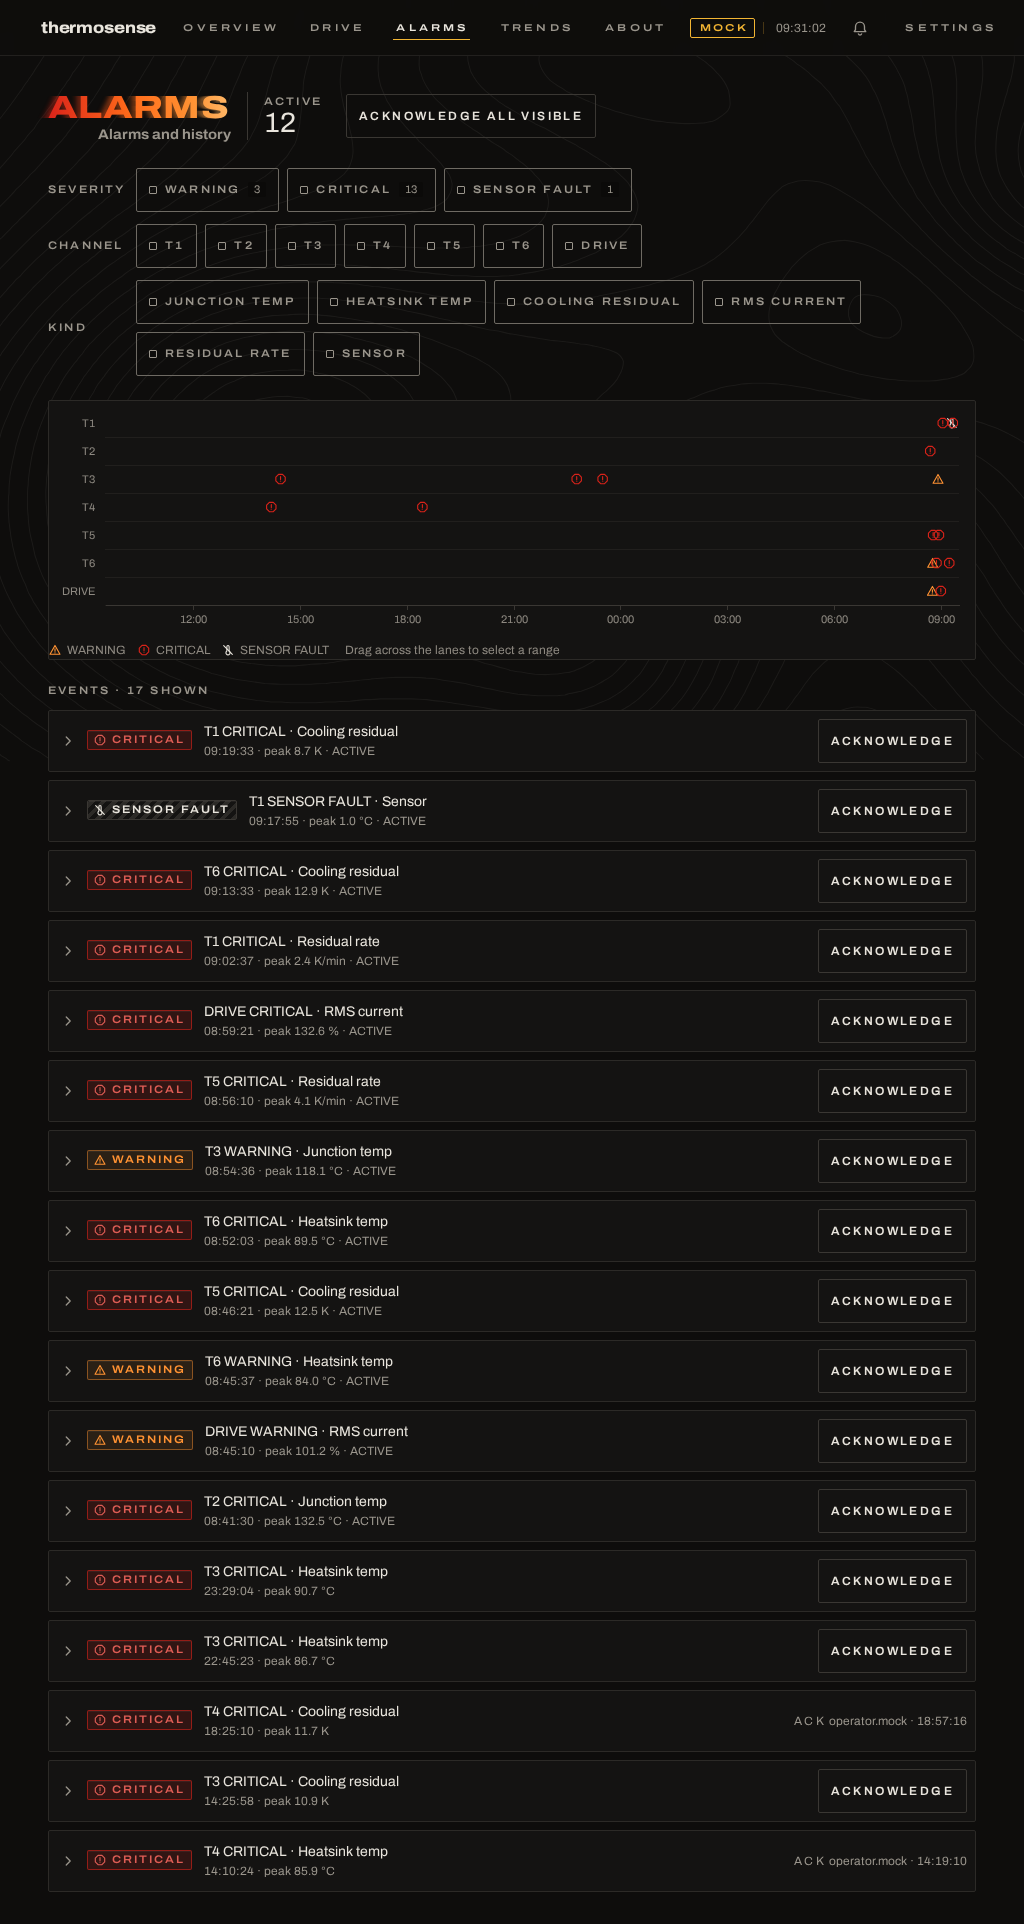 thermosense OVERVIEW DRIVE ALARMS TRENDS ABOUT MOCK 09:31:02 SETTINGS
ALARMS
Alarms and history
ACTIVE
12
ACKNOWLEDGE ALL VISIBLE
SEVERITY WARNING 3 CRITICAL 13 SENSOR FAULT 1
CHANNEL T1 T2 T3 T4 T5 T6 DRIVE
KIND
JUNCTION TEMP HEATSINK TEMP COOLING RESIDUAL RMS CURRENT
RESIDUAL RATE SENSOR
T1
T2
T3
T4
T5
T6
DRIVE
12:00 15:00 18:00 21:00 00:00 03:00 06:00 09:00
WARNING CRITICAL SENSOR FAULT Drag across the lanes to select a range
EVENTS · 17 SHOWN
CRITICAL T1 CRITICAL · Cooling residual
09:19:33 · peak 8.7 K · ACTIVE
ACKNOWLEDGE
SENSOR FAULT T1 SENSOR FAULT · Sensor
09:17:55 · peak 1.0 °C · ACTIVE
ACKNOWLEDGE
CRITICAL T6 CRITICAL · Cooling residual
09:13:33 · peak 12.9 K · ACTIVE
ACKNOWLEDGE
CRITICAL T1 CRITICAL · Residual rate
09:02:37 · peak 2.4 K/min · ACTIVE
ACKNOWLEDGE
CRITICAL DRIVE CRITICAL · RMS current
08:59:21 · peak 132.6 % · ACTIVE
ACKNOWLEDGE
CRITICAL T5 CRITICAL · Residual rate
08:56:10 · peak 4.1 K/min · ACTIVE
ACKNOWLEDGE
WARNING T3 WARNING · Junction temp
08:54:36 · peak 118.1 °C · ACTIVE
ACKNOWLEDGE
CRITICAL T6 CRITICAL · Heatsink temp
08:52:03 · peak 89.5 °C · ACTIVE
ACKNOWLEDGE
CRITICAL T5 CRITICAL · Cooling residual
08:46:21 · peak 12.5 K · ACTIVE
ACKNOWLEDGE
WARNING T6 WARNING · Heatsink temp
08:45:37 · peak 84.0 °C · ACTIVE
ACKNOWLEDGE
WARNING DRIVE WARNING · RMS current
08:45:10 · peak 101.2 % · ACTIVE
ACKNOWLEDGE
CRITICAL T2 CRITICAL · Junction temp
08:41:30 · peak 132.5 °C · ACTIVE
ACKNOWLEDGE
CRITICAL T3 CRITICAL · Heatsink temp
23:29:04 · peak 90.7 °C
ACKNOWLEDGE
CRITICAL T3 CRITICAL · Heatsink temp
22:45:23 · peak 86.7 °C
ACKNOWLEDGE
CRITICAL T4 CRITICAL · Cooling residual
18:25:10 · peak 11.7 K
ACK operator.mock · 18:57:16
CRITICAL T3 CRITICAL · Cooling residual
14:25:58 · peak 10.9 K
ACKNOWLEDGE
CRITICAL T4 CRITICAL · Heatsink temp
14:10:24 · peak 85.9 °C
ACK operator.mock · 14:19:10